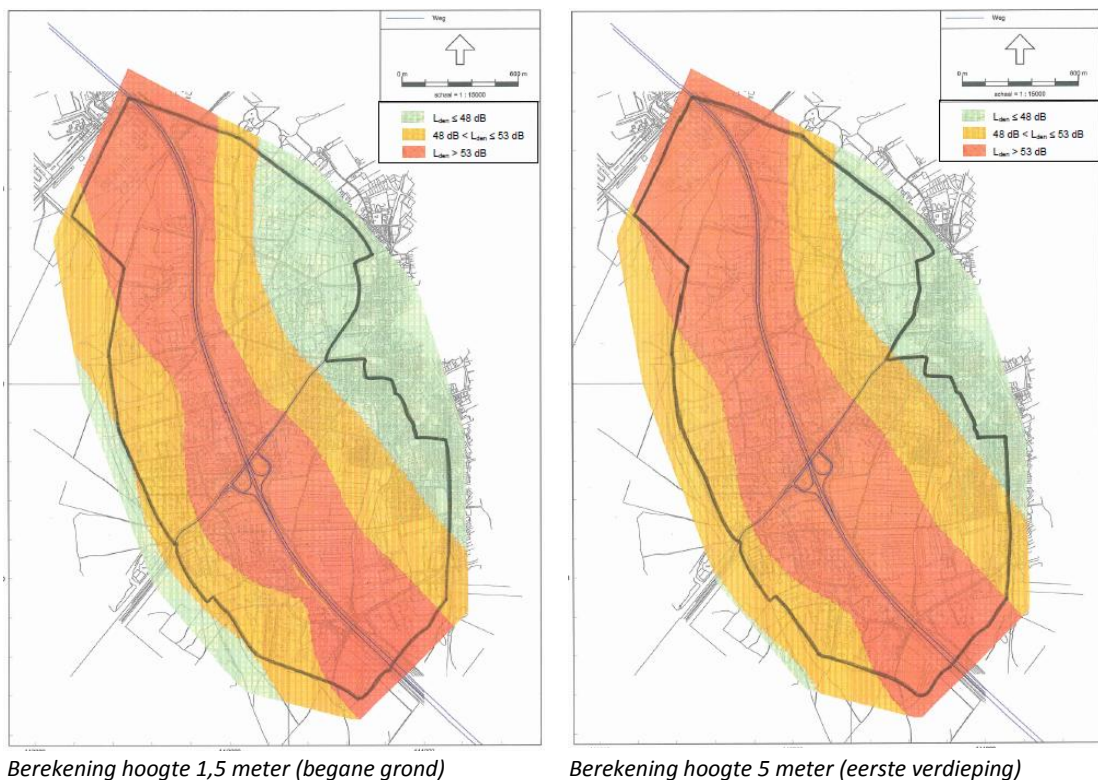 Weg
0 m 600 m
schaal = 1 : 15000
Lden ≤ 48 dB
48 dB < Lden ≤ 53 dB
Lden > 53 dB
Weg
0 m 600 m
schaal = 1 : 15000
Lden ≤ 48 dB
48 dB < Lden ≤ 53 dB
Lden > 53 dB
Berekening hoogte 1,5 meter (begane grond)
Berekening hoogte 5 meter (eerste verdieping)